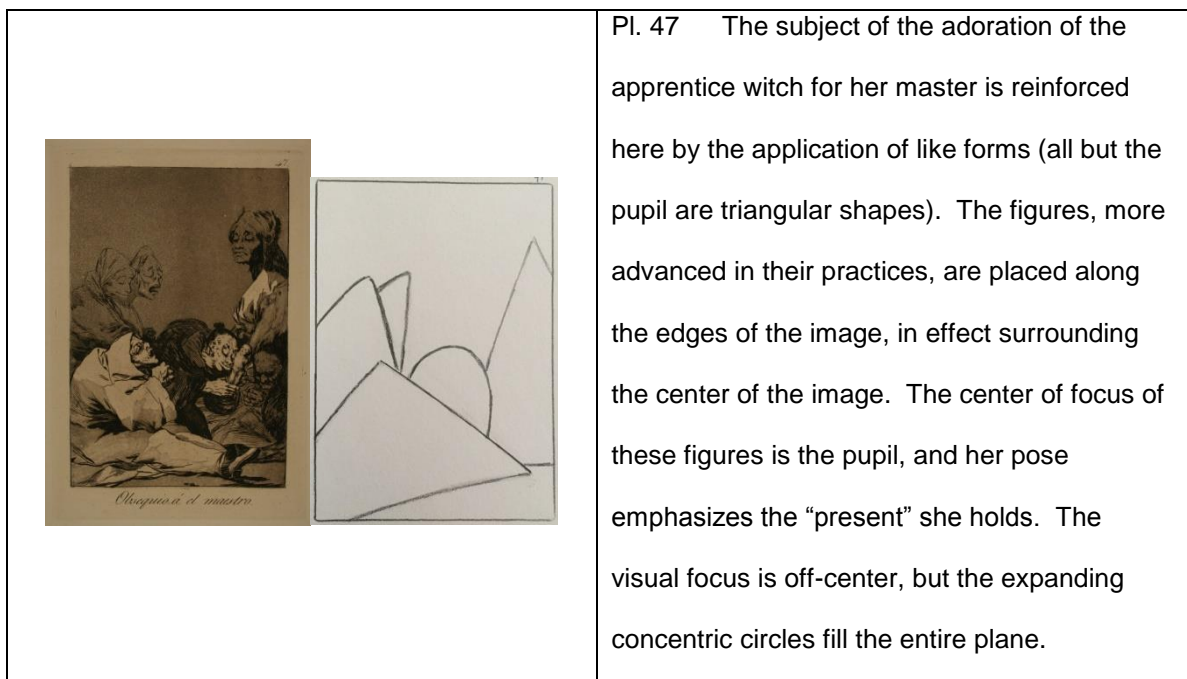 Pl. 47 The subject of the adoration of the
apprentice witch for her master is reinforced
here by the application of like forms (all but the
pupil are triangular shapes). The figures, more
advanced in their practices, are placed along
the edges of the image, in effect surrounding
the center of the image. The center of focus of
these figures is the pupil, and her pose
emphasizes the “present” she holds. The
visual focus is off-center, but the expanding
concentric circles fill the entire plane.
47.
Obsequio á el maestro.